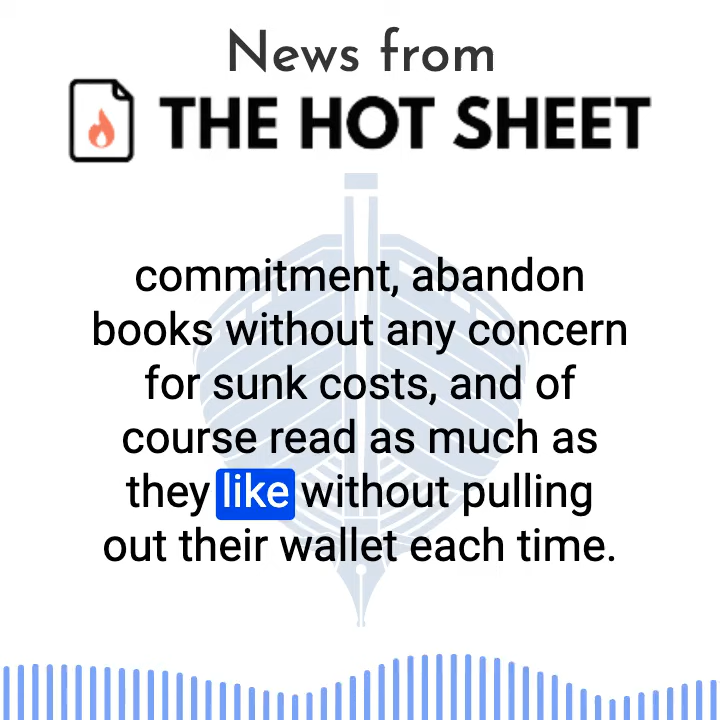 News from
THE HOT SHEET
commitment, abandon
books without any concern
for sunk costs, and of
course read as much as
they like without pulling
out their wallet each time.